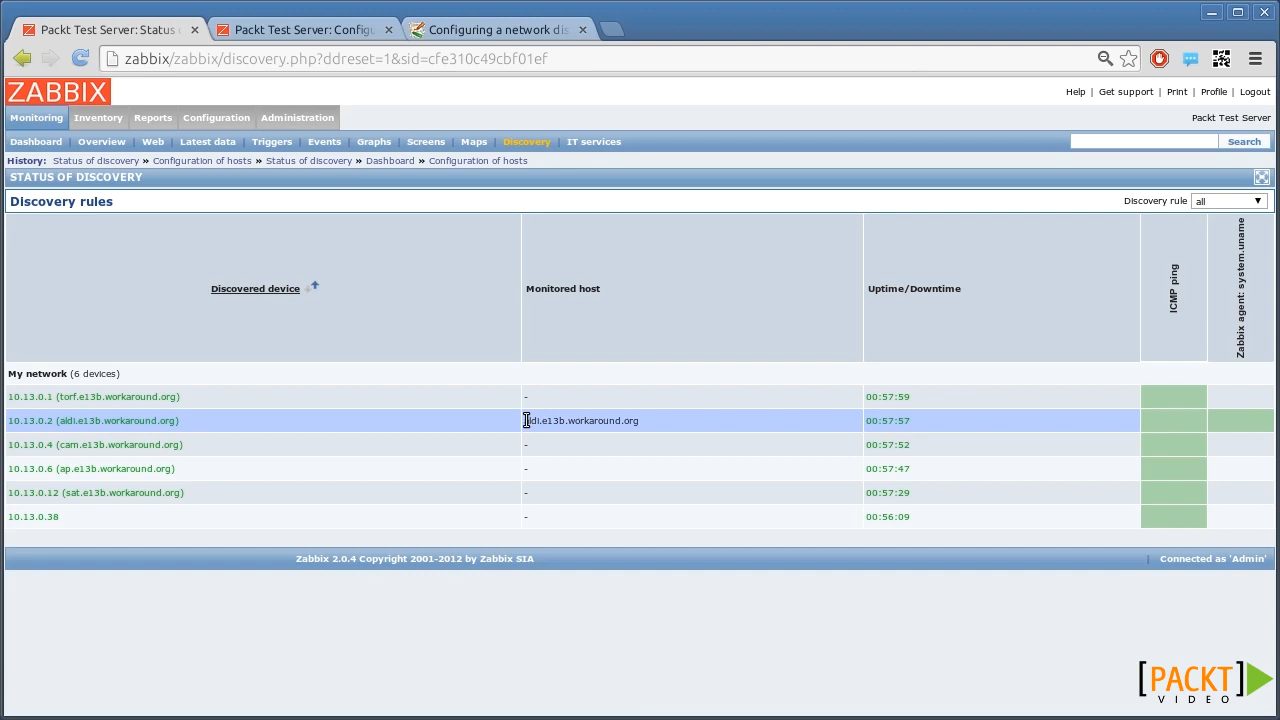 Packt Test Server: Status
Packt Test Server: Config
Configuring a network dis
zabbix/zabbix/discovery.php?ddreset=1&sid=cfe310c49cbf01ef
ZABBIX
Help | Get support | Print | Profile | Logout
Monitoring Inventory Reports Configuration Administration
Packt Test Server
Dashboard | Overview | Web | Latest data | Triggers | Events | Graphs | Screens | Maps | Discovery | IT services
Search
History: Status of discovery » Configuration of hosts » Status of discovery » Dashboard » Configuration of hosts
STATUS OF DISCOVERY
Discovery rules
Discovery rule all
Discovered device
Monitored host
Uptime/Downtime
ICMP ping
Zabbix agent: system.uname
My network (6 devices)
10.13.0.1 (torf.e13b.workaround.org) - 00:57:59
10.13.0.2 (aldi.e13b.workaround.org) aldi.e13b.workaround.org 00:57:57
10.13.0.4 (cam.e13b.workaround.org) - 00:57:52
10.13.0.6 (ap.e13b.workaround.org) - 00:57:47
10.13.0.12 (sat.e13b.workaround.org) - 00:57:29
10.13.0.38 - 00:56:09
Zabbix 2.0.4 Copyright 2001-2012 by Zabbix SIA
| Connected as 'Admin'
[PACKT]
VIDEO